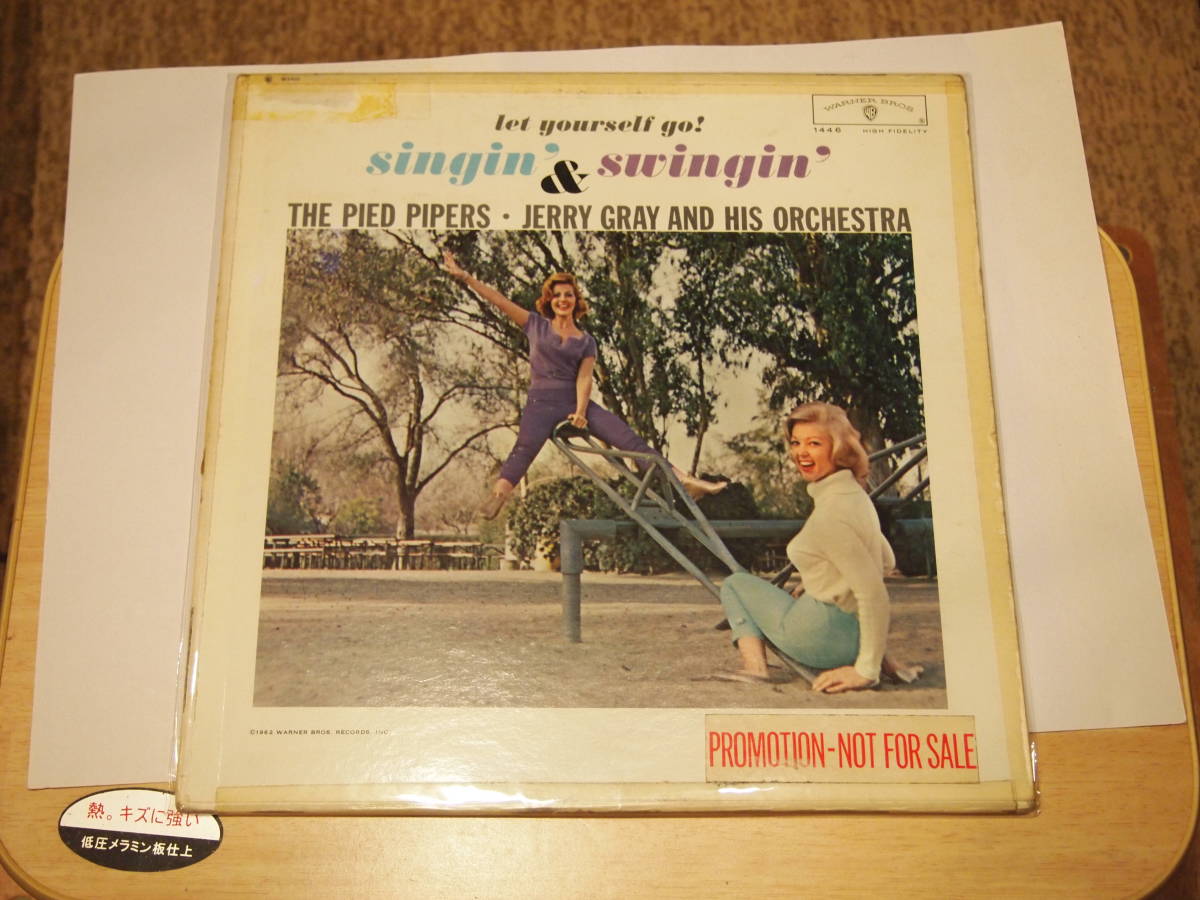 let yourself go!
singin' & swingin'
WARNER BROS
WB
®
1446 HIGH FIDELITY
THE PIED PIPERS · JERRY GRAY AND HIS ORCHESTRA
©1962 WARNER BROS. RECORDS, INC
PROMOTION-NOT FOR SALE
熱。キズに強い
低圧メラミン板仕上